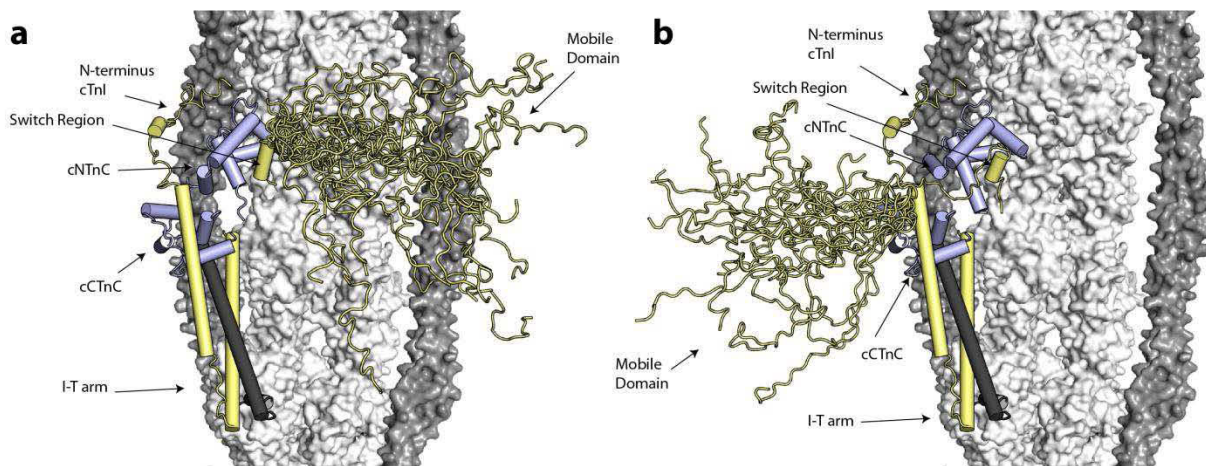 a
N-terminus
cTnI
Switch Region
cNTnC
cCTnC
I-T arm
Mobile
Domain
b
N-terminus
cTnI
Switch Region
cNTnC
cCTnC
Mobile
Domain
I-T arm